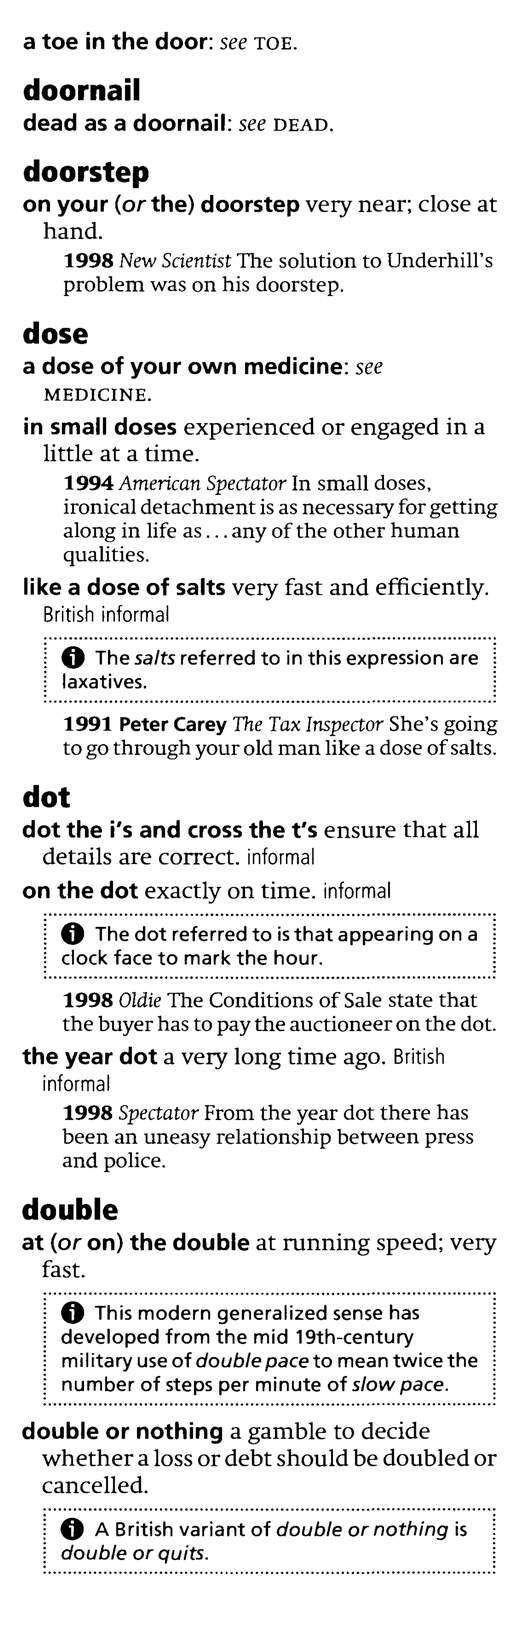 a toe in the door: see TOE.
doornail
dead as a doornail: see DEAD.
doorstep
on your (or the) doorstep very near; close at
hand.
1998 New Scientist The solution to Underhill's
problem was on his doorstep.
dose
a dose of your own medicine: see
MEDICINE.
in small doses experienced or engaged in a
little at a time.
1994 American Spectator In small doses,
ironical detachment is as necessary for getting
along in life as . . . any of the other human
qualities.
like a dose of salts very fast and efficiently.
British informal
The salts referred to in this expression are
laxatives.
1991 Peter Carey The Tax Inspector She's going
to go through your old man like a dose of salts.
dot
dot the i's and cross the t's ensure that all
details are correct. informal
on the dot exactly on time. informal
The dot referred to is that appearing on a
clock face to mark the hour.
1998 Oldie The Conditions of Sale state that
the buyer has to pay the auctioneer on the dot.
the year dot a very long time ago. British
informal
1998 Spectator From the year dot there has
been an uneasy relationship between press
and police.
double
at (or on) the double at running speed; very
fast.
This modern generalized sense has
developed from the mid 19th-century
military use of double pace to mean twice the
number of steps per minute of slow pace.
double or nothing a gamble to decide
whether a loss or debt should be doubled or
cancelled.
A British variant of double or nothing is
double or quits.